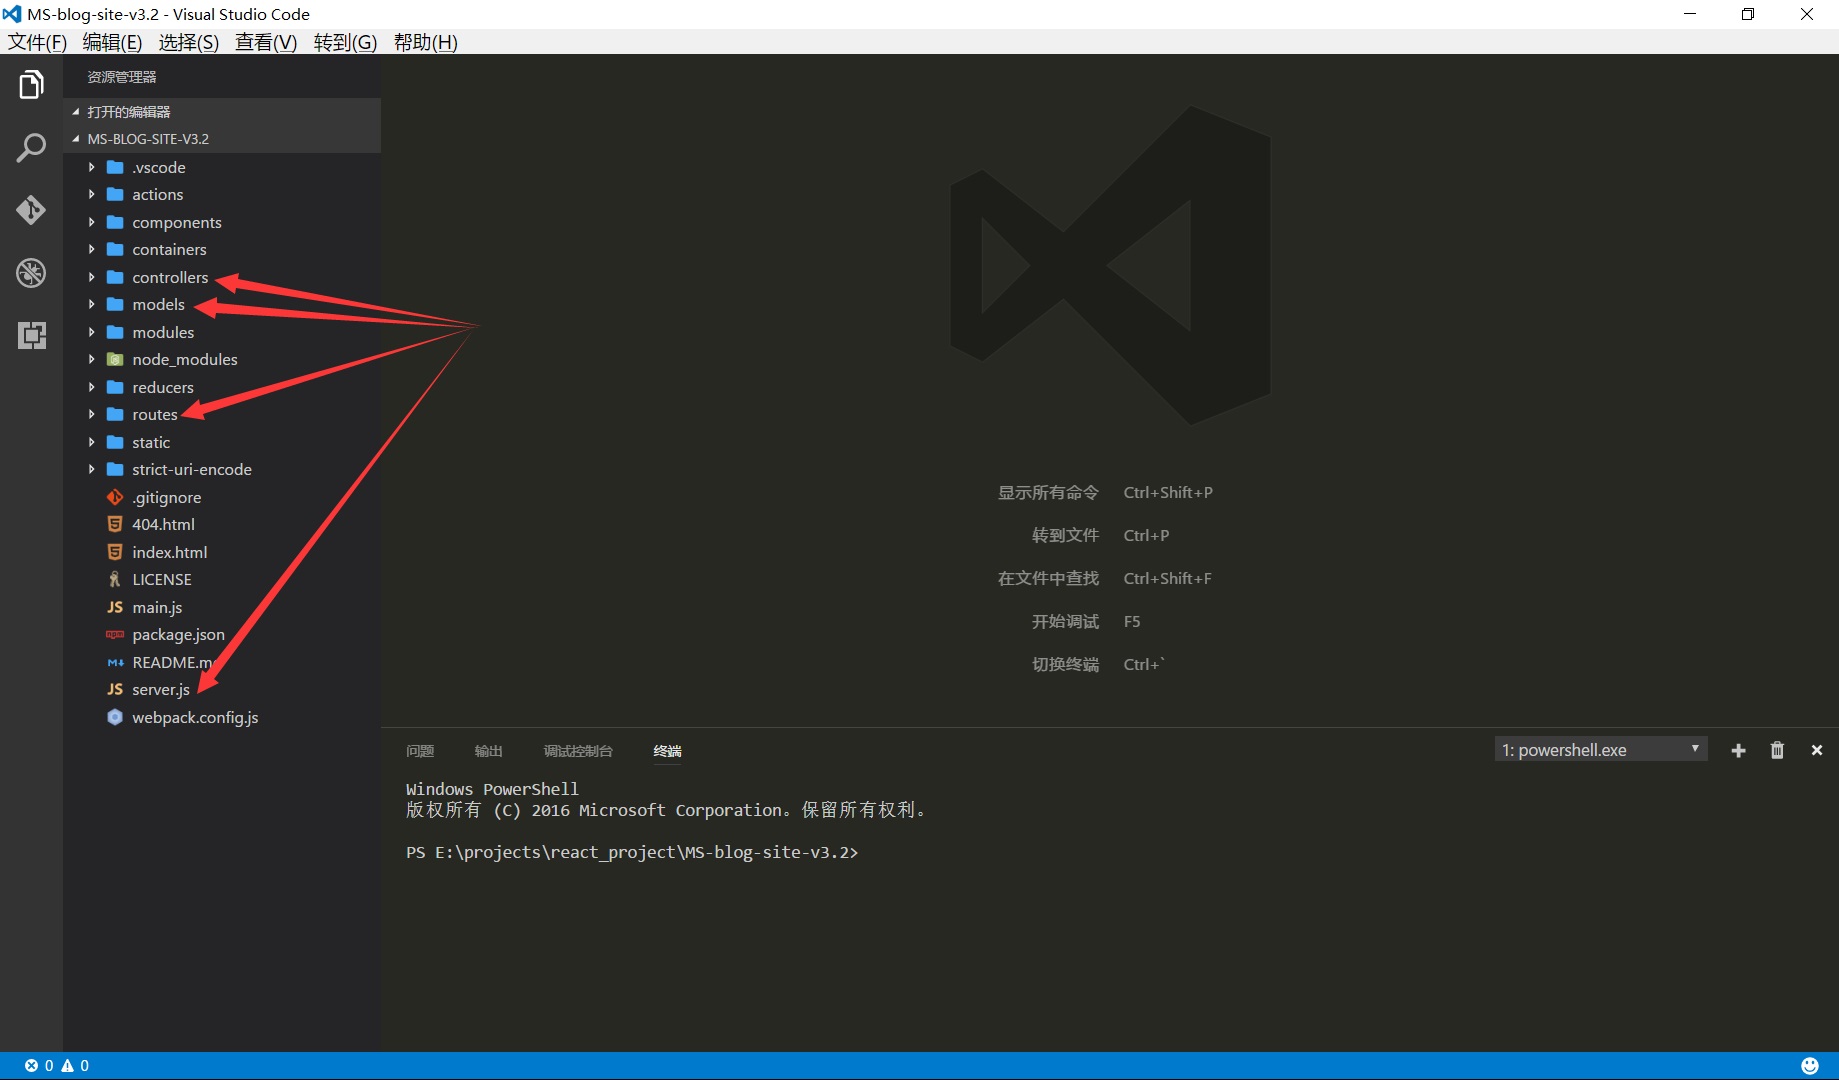 MS-blog-site-v3.2 - Visual Studio Code
文件(F) 编辑(E) 选择(S) 查看(V) 转到(G) 帮助(H)
资源管理器
打开的编辑器
MS-BLOG-SITE-V3.2
.vscode
actions
components
containers
controllers
models
modules
node_modules
reducers
routes
static
strict-uri-encode
.gitignore
404.html
index.html
LICENSE
JS main.js
npm package.json
M↓ README.m
JS server.js
webpack.config.js
显示所有命令 Ctrl+Shift+P
转到文件 Ctrl+P
在文件中查找 Ctrl+Shift+F
开始调试 F5
切换终端 Ctrl+`
问题 输出 调试控制台 终端
1: powershell.exe
Windows PowerShell
版权所有 (C) 2016 Microsoft Corporation。保留所有权利。
PS E:\projects\react_project\MS-blog-site-v3.2>
0 0